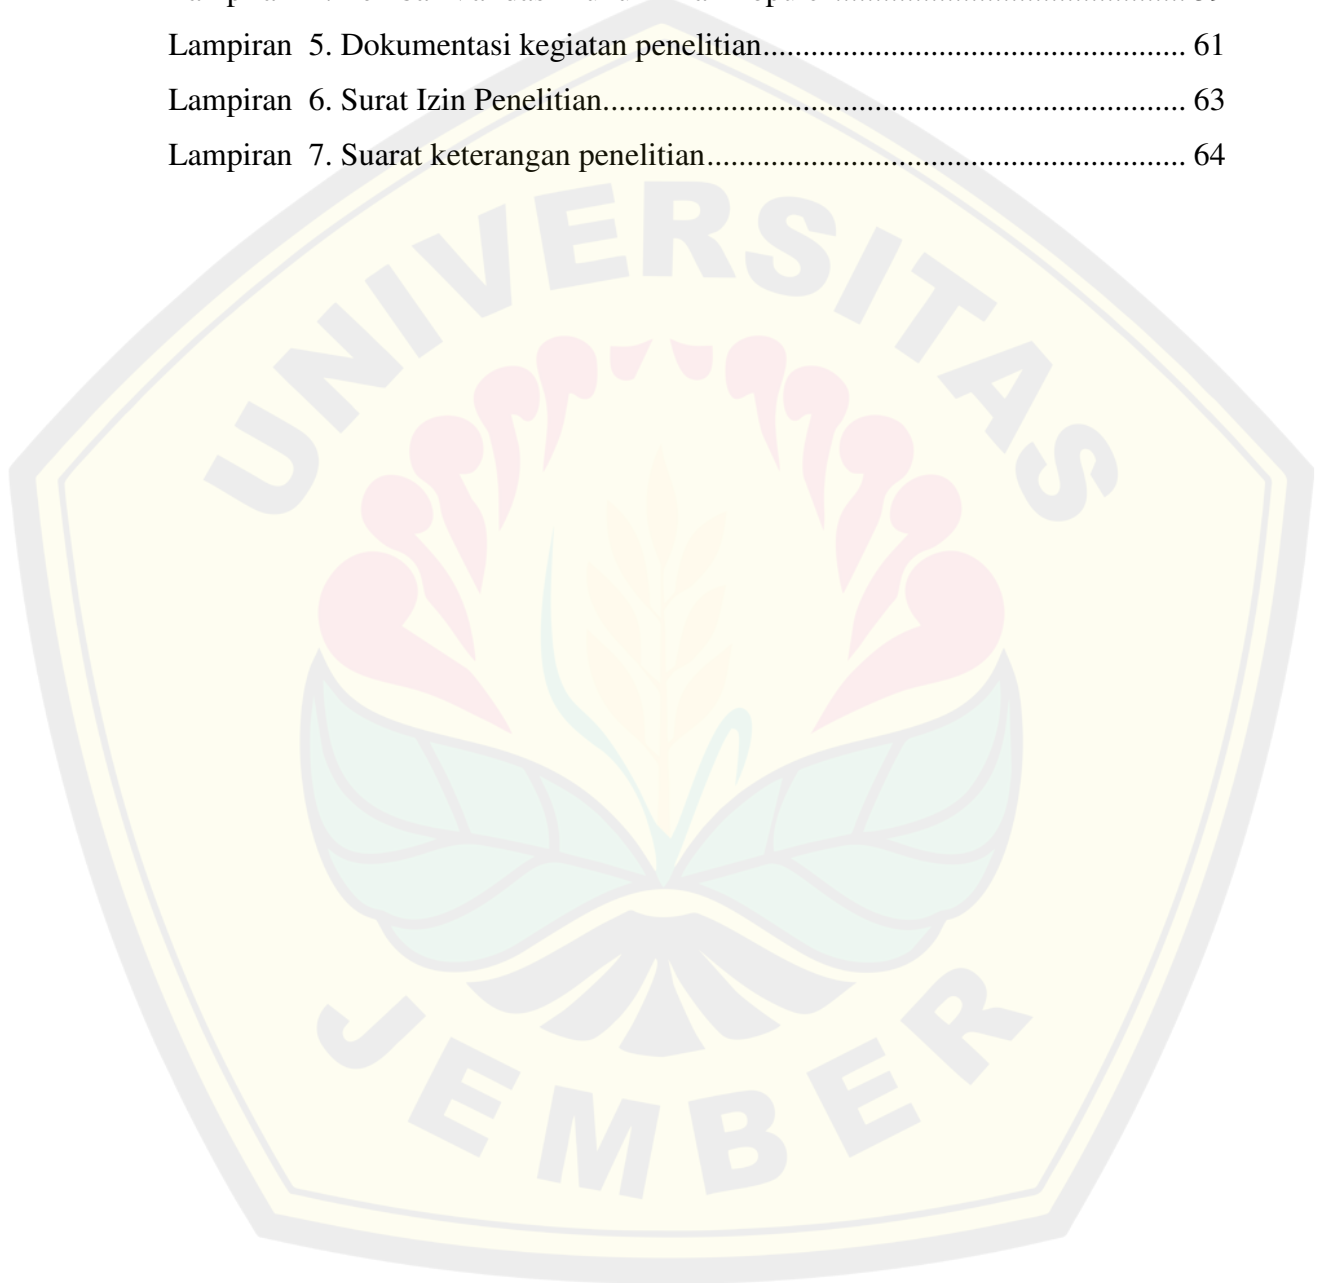 Lampiran 5. Dokumentasi kegiatan penelitian..................................................... 61
Lampiran 6. Surat Izin Penelitian......................................................................... 63
Lampiran 7. Suarat keterangan penelitian............................................................ 64
UNIVERSITAS
JEMBER